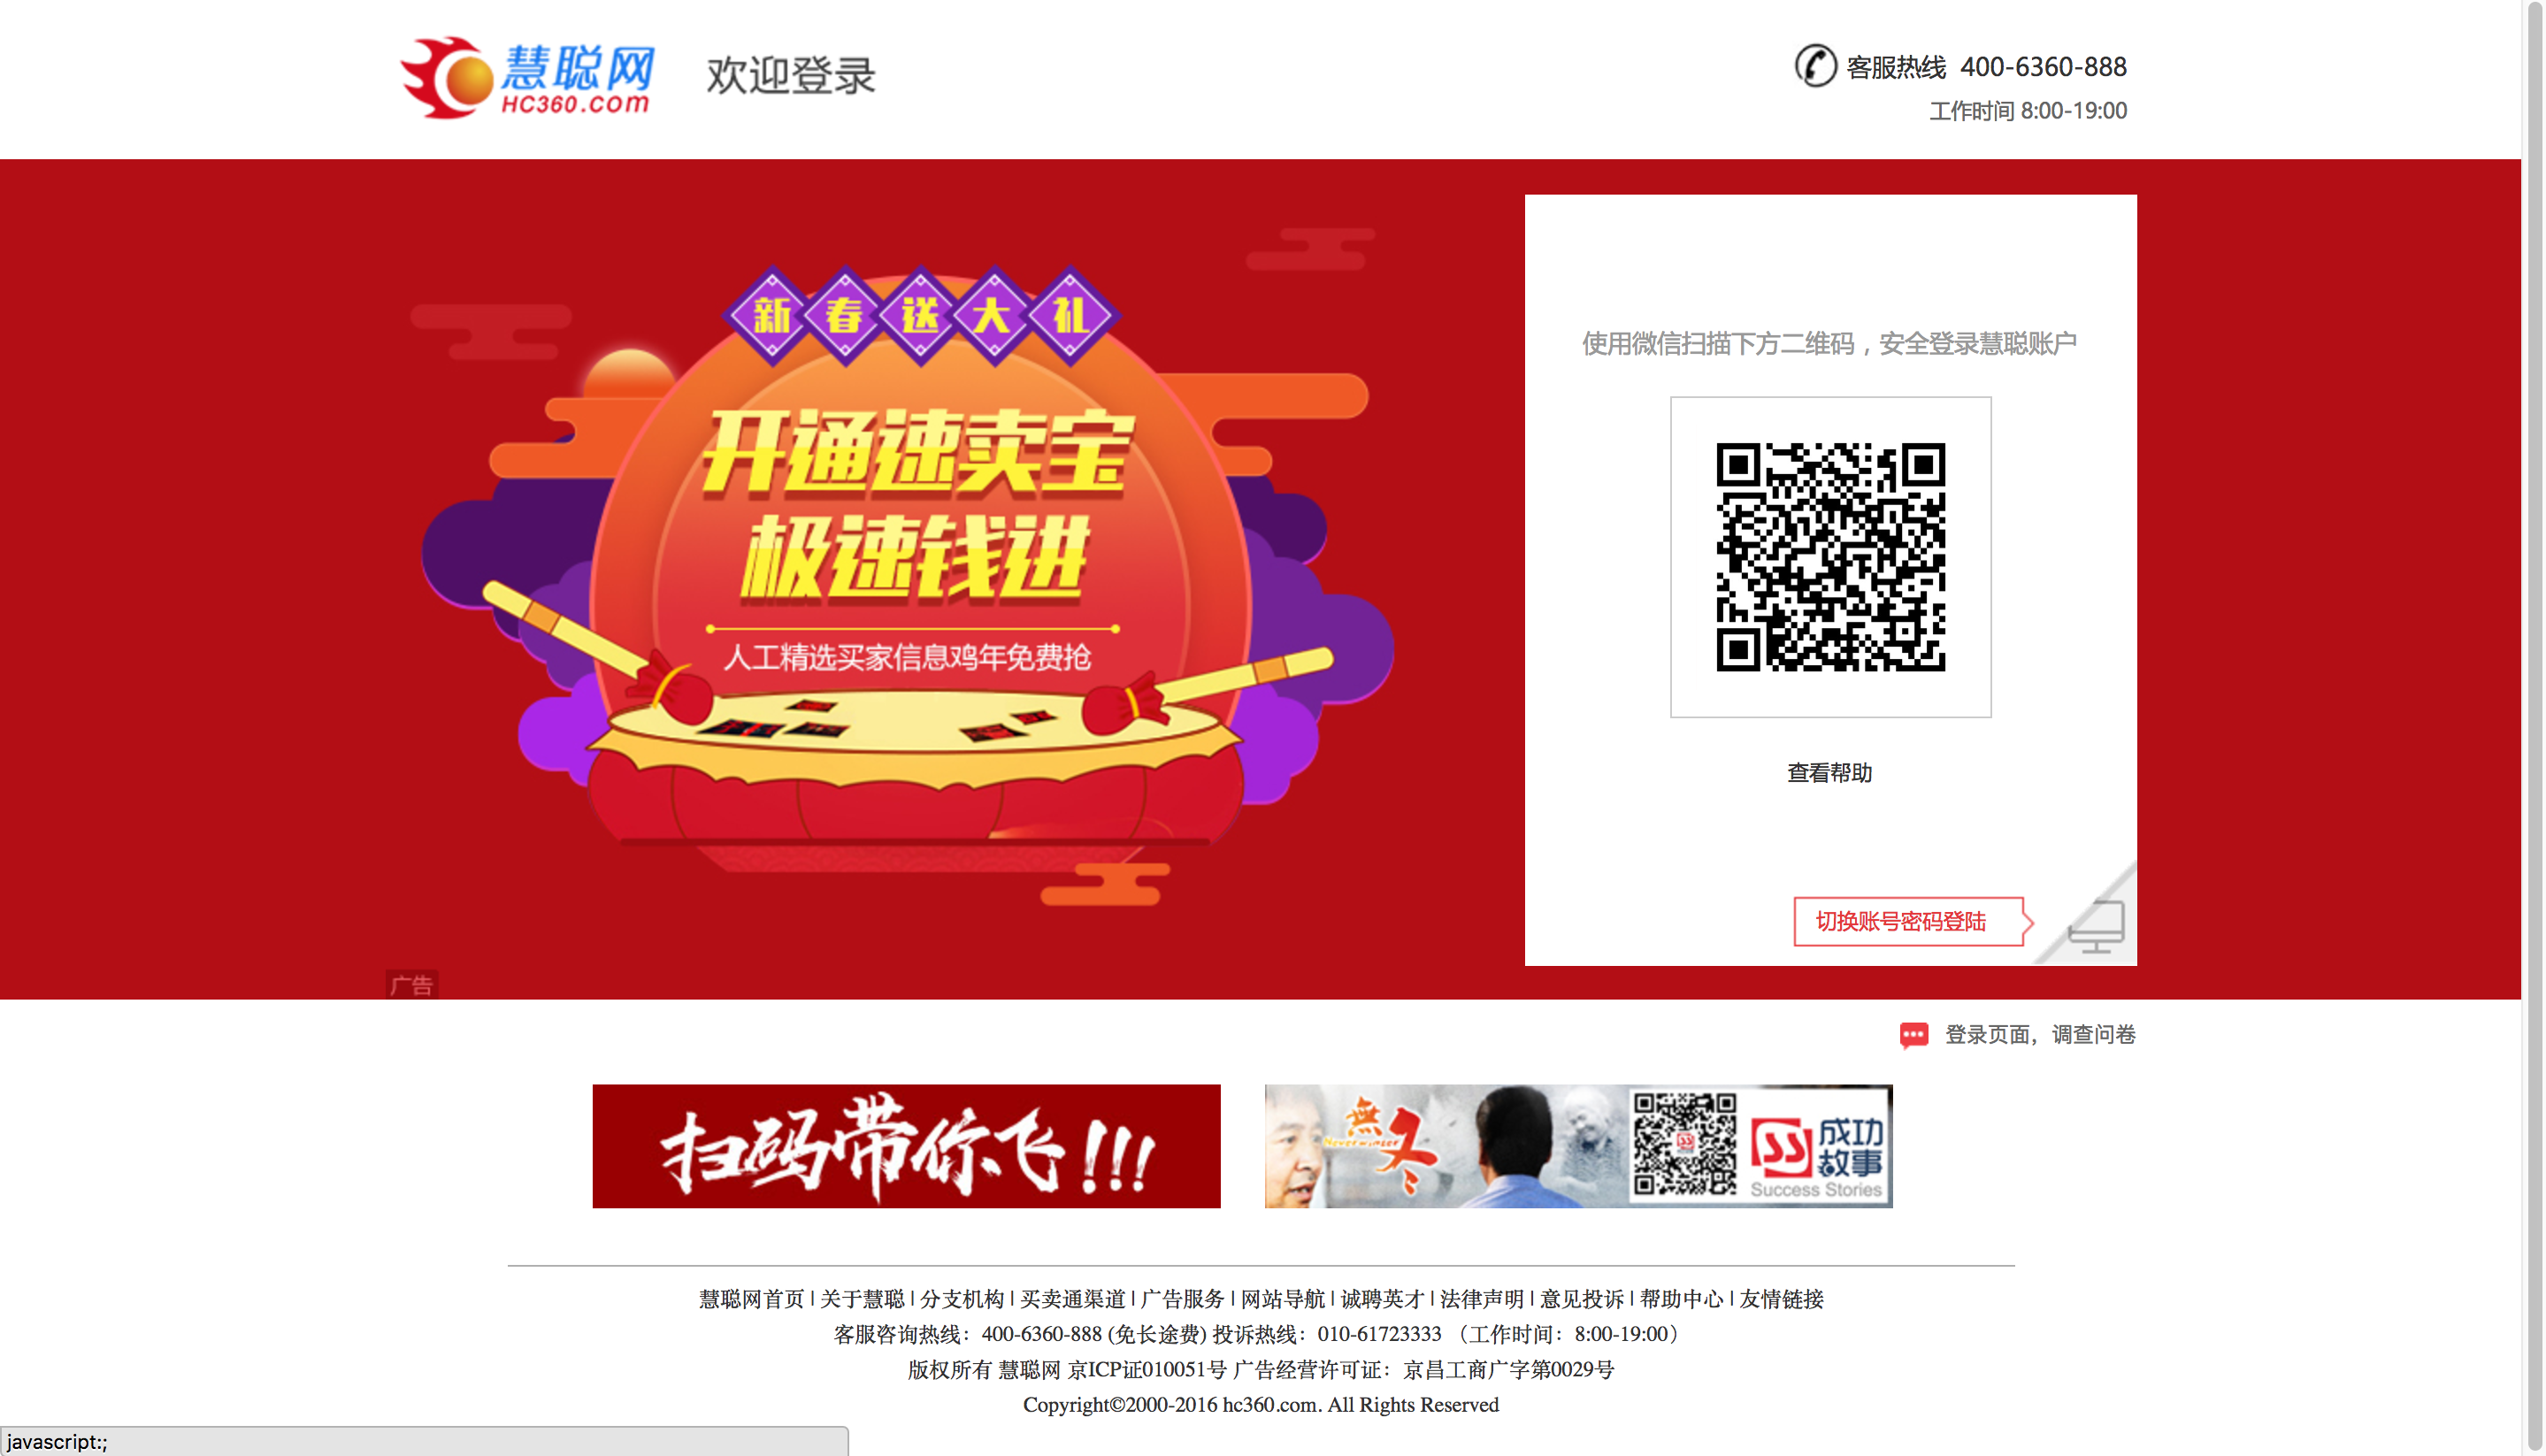 慧聪网
HC360.com
欢迎登录
客服热线 400-6360-888
工作时间 8:00-19:00
新春送大礼
开通速卖宝
极速钱进
人工精选买家信息鸡年免费抢
广告
使用微信扫描下方二维码，安全登录慧聪账户
查看帮助
切换账号密码登陆
登录页面，调查问卷
扫码带你飞!!!
無冬
Neverwinter
成功
故事
Success Stories
慧聪网首页 | 关于慧聪 | 分支机构 | 买卖通渠道 | 广告服务 | 网站导航 | 诚聘英才 | 法律声明 | 意见投诉 | 帮助中心 | 友情链接
客服咨询热线：400-6360-888 (免长途费) 投诉热线：010-61723333 （工作时间：8:00-19:00）
版权所有 慧聪网 京ICP证010051号 广告经营许可证：京昌工商广字第0029号
Copyright©2000-2016 hc360.com. All Rights Reserved
javascript:;